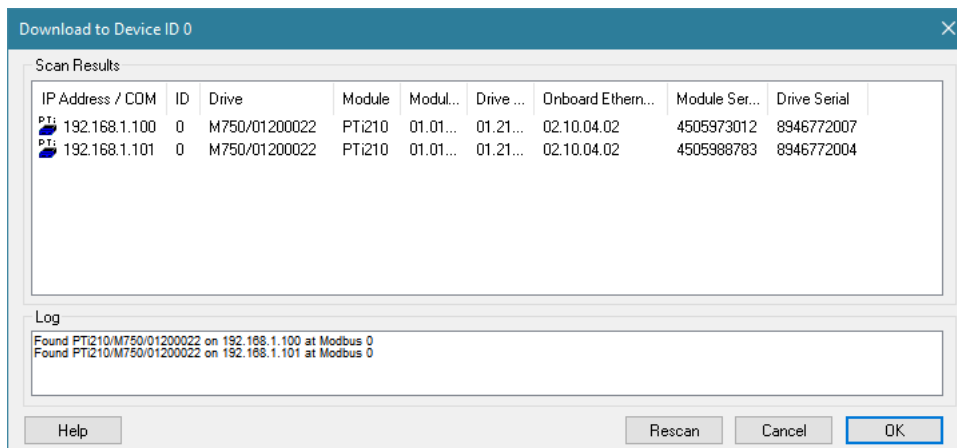 Download to Device ID 0
Scan Results
IP Address / COM ID Drive Module Modul... Drive ... Onboard Ethern... Module Ser... Drive Serial
PTi 192.168.1.100 0 M750/01200022 PTi210 01.01... 01.21... 02.10.04.02 4505973012 8946772007
PTi 192.168.1.101 0 M750/01200022 PTi210 01.01... 01.21... 02.10.04.02 4505988783 8946772004
Log
Found PTi210/M750/01200022 on 192.168.1.100 at Modbus 0
Found PTi210/M750/01200022 on 192.168.1.101 at Modbus 0
Help Rescan Cancel OK